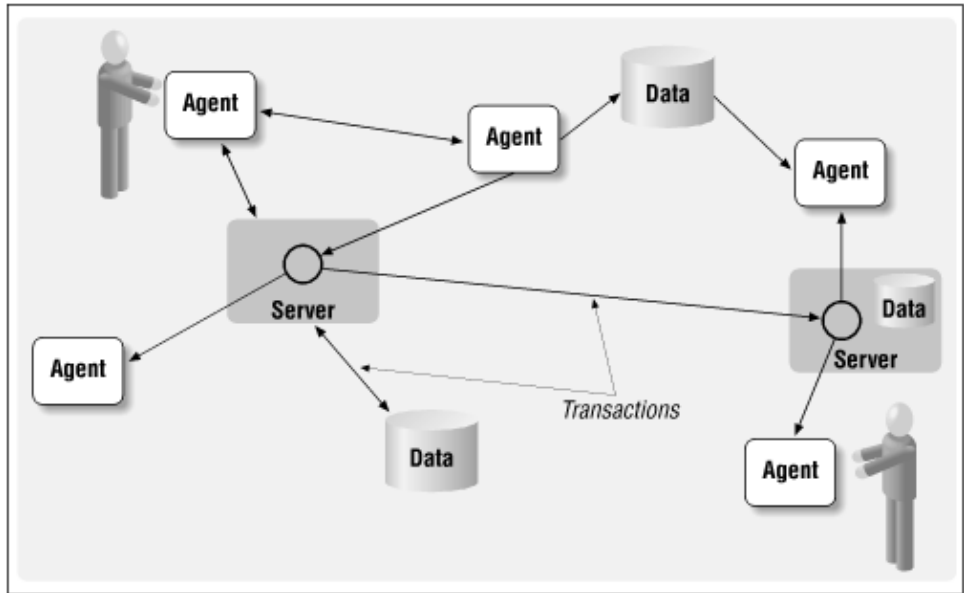 Data
Agent
Agent
Agent
Server
Data
Server
Agent
Transactions
Data
Agent